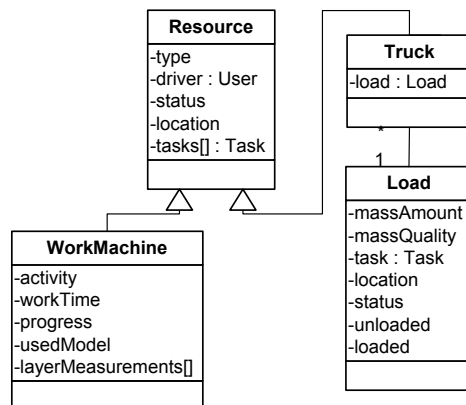 Resource
-type
-driver : User
-status
-location
-tasks[] : Task
Truck
-load : Load
*
1
Load
-massAmount
-massQuality
-task : Task
-location
-status
-unloaded
-loaded
WorkMachine
-activity
-workTime
-progress
-usedModel
-layerMeasurements[]